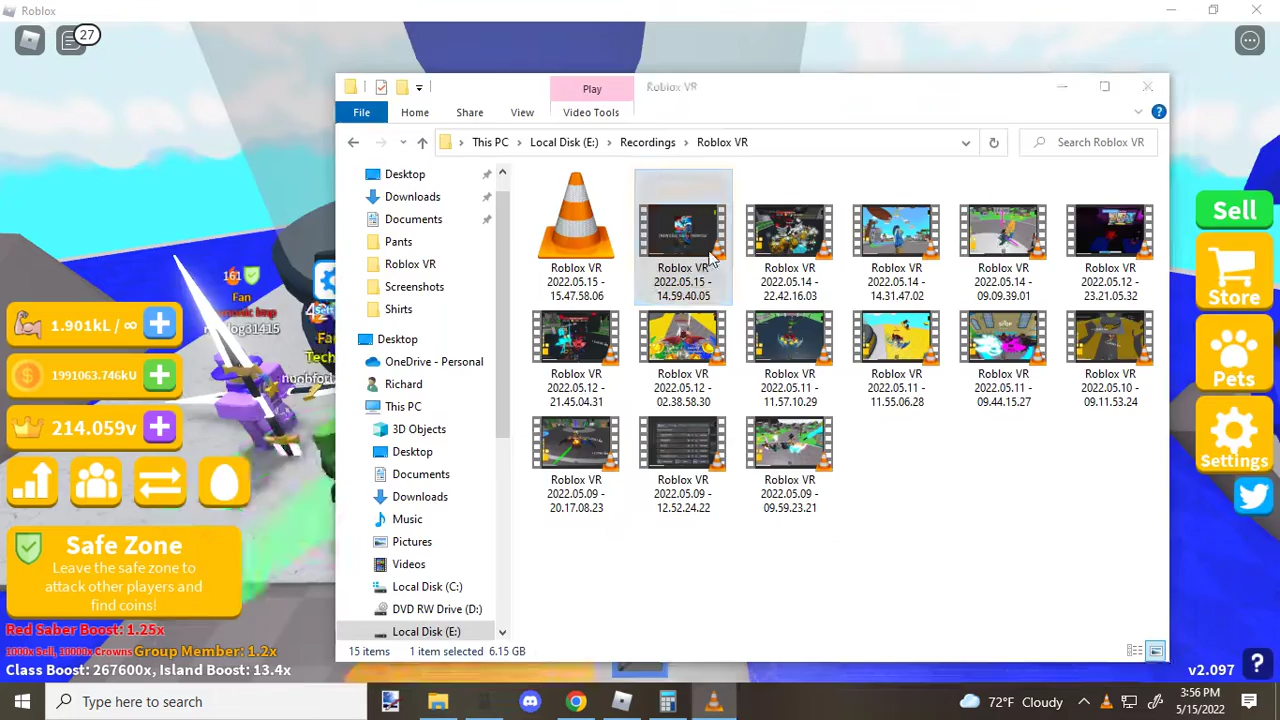 Roblox
27
Play
Roblox VR
File
Home
Share
View
Video Tools
This PC > Local Disk (E:) > Recordings > Roblox VR
Search Roblox VR
Desktop
Downloads
Documents
Pants
Roblox VR
Screenshots
Shirts
Desktop
OneDrive - Personal
Richard
This PC
3D Objects
Desktop
Documents
Downloads
Music
Pictures
Videos
Local Disk (C:)
DVD RW Drive (D:)
Local Disk (E:)
Roblox VR
2022.05.15 -
15.47.58.06
Roblox VR
2022.05.15 -
14.59.40.05
Roblox VR
2022.05.14 -
22.42.16.03
Roblox VR
2022.05.14 -
14.31.47.02
Roblox VR
2022.05.14 -
09.09.39.01
Roblox VR
2022.05.12 -
23.21.05.32
Roblox VR
2022.05.12 -
21.45.04.31
Roblox VR
2022.05.12 -
02.38.58.30
Roblox VR
2022.05.11 -
11.57.10.29
Roblox VR
2022.05.11 -
11.55.06.28
Roblox VR
2022.05.11 -
09.44.15.27
Roblox VR
2022.05.10 -
09.11.53.24
Roblox VR
2022.05.09 -
20.17.08.23
Roblox VR
2022.05.09 -
12.52.24.22
Roblox VR
2022.05.09 -
09.59.23.21
15 items
1 item selected 6.15 GB
161
Fan
1.901kL / ∞
1991063.746kU
214.059v
Safe Zone
Leave the safe zone to
attack other players and
find coins!
Red Saber Boost: 1.25x
1000x Sell, 10000x Crowns Group Member: 1.2x
Class Boost: 267600x, Island Boost: 13.4x
Sell
Store
Pets
Settings
v2.097
Type here to search
72°F Cloudy
3:56 PM
5/15/2022